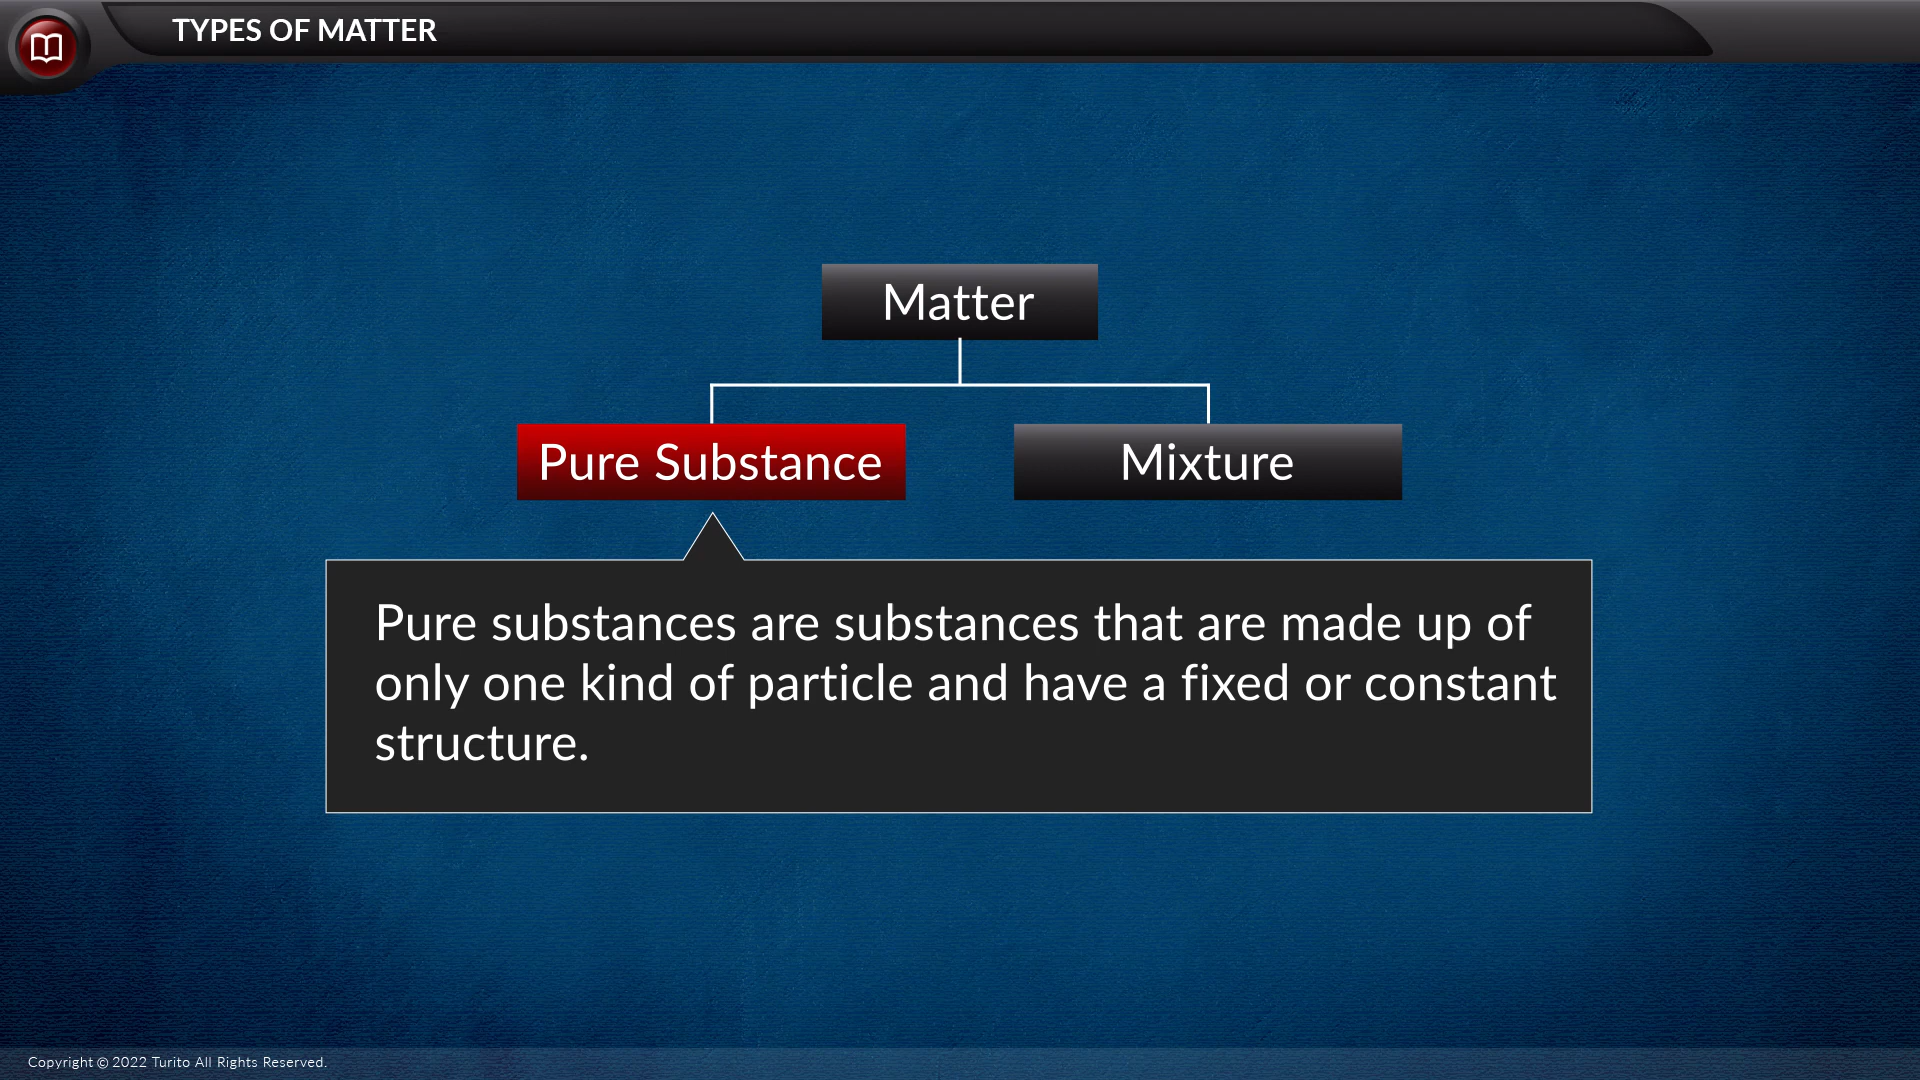 TYPES OF MATTER
Matter
Pure Substance
Mixture
Pure substances are substances that are made up of
only one kind of particle and have a fixed or constant
structure.
Copyright © 2022 Turito All Rights Reserved.